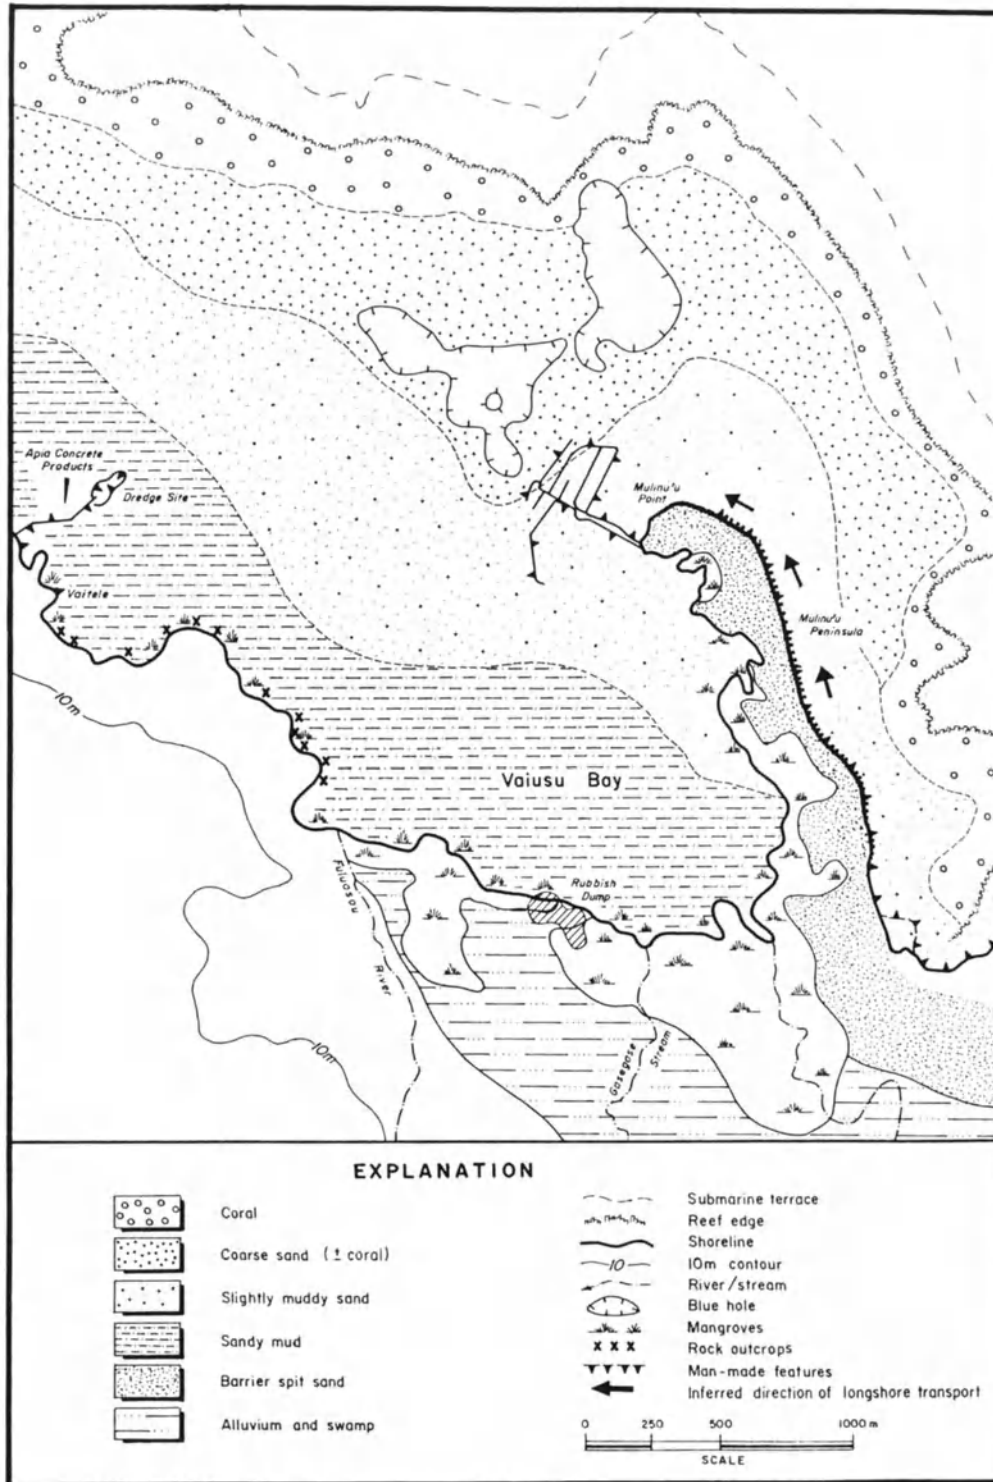 Apia Concrete
Products
Dredge Site
Mulinu'u
Point
Vaitele
Mulinu'u
Peninsula
10m
Vaiusu Bay
Rubbish
Dump
Fuluasou
River
10m
Gasegase
Stream
EXPLANATION
Coral
Coarse sand (± coral)
Slightly muddy sand
Sandy mud
Barrier spit sand
Alluvium and swamp
Submarine terrace
Reef edge
Shoreline
10
10m contour
River/stream
Blue hole
Mangroves
Rock outcrops
Man-made features
Inferred direction of longshore transport
0 250 500 1000 m
SCALE